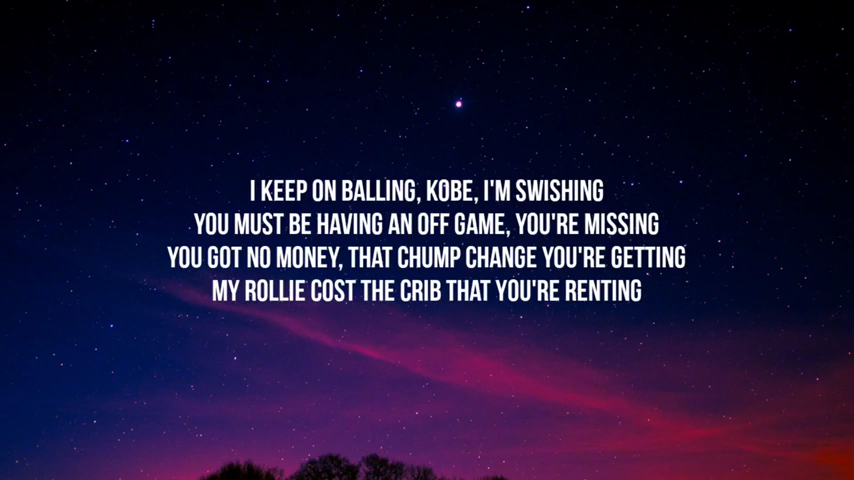 I KEEP ON BALLING, KOBE, I'M SWISHING
YOU MUST BE HAVING AN OFF GAME, YOU'RE MISSING
YOU GOT NO MONEY, THAT CHUMP CHANGE YOU'RE GETTING
MY ROLLIE COST THE CRIB THAT YOU'RE RENTING